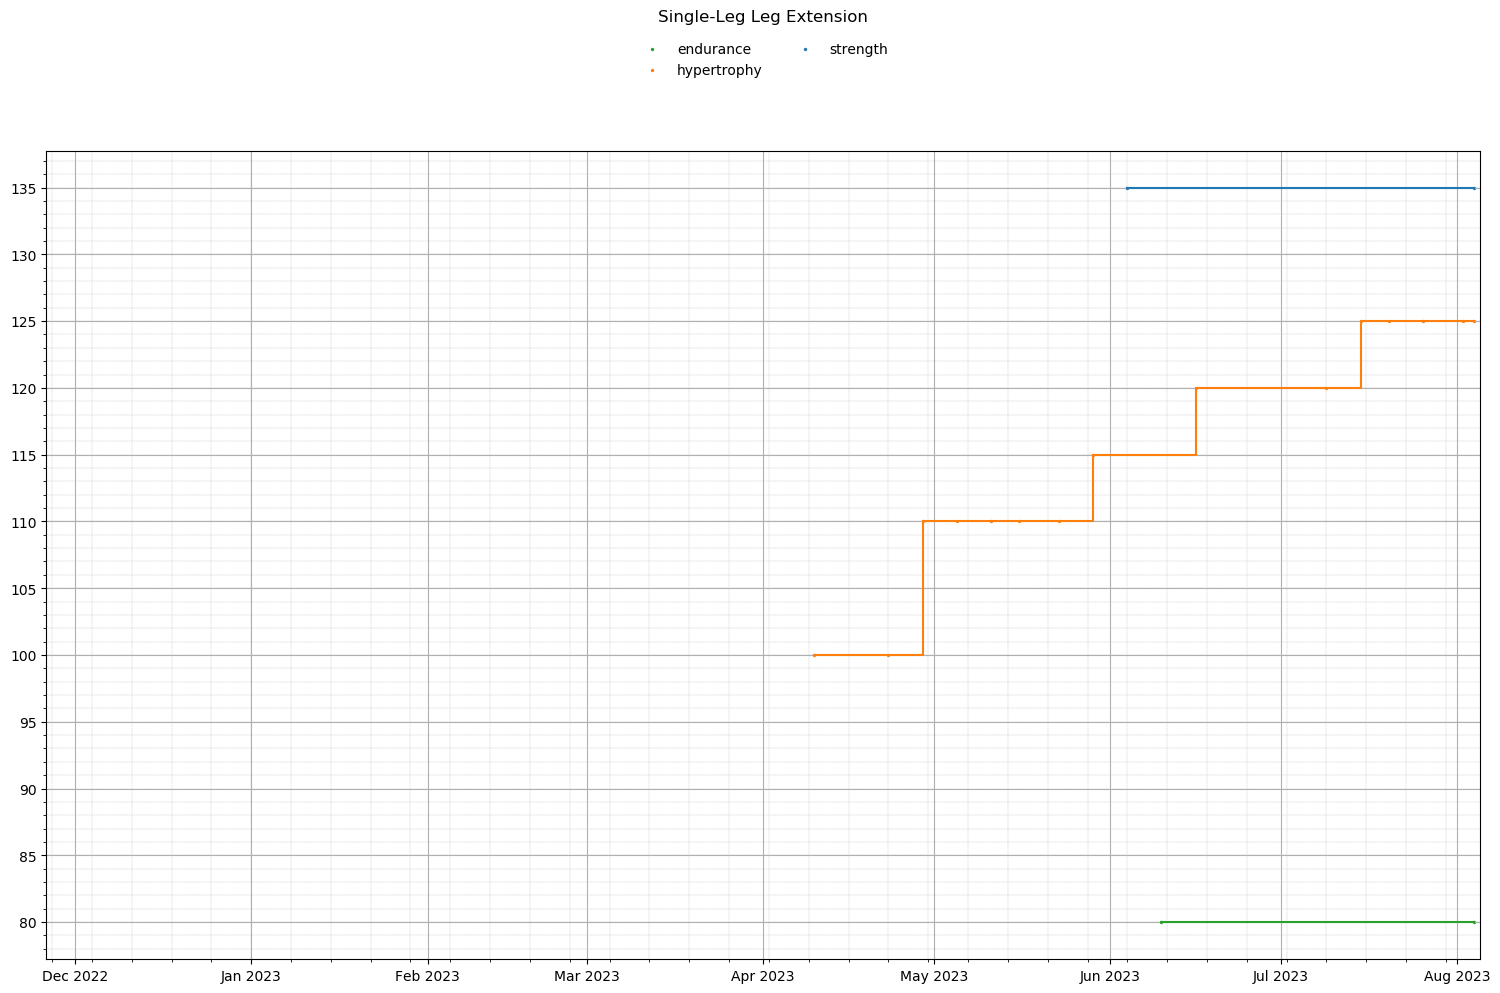 Single-Leg Leg Extension
endurance
hypertrophy
strength
135
130
125
120
115
110
105
100
95
90
85
80
Dec 2022
Jan 2023
Feb 2023
Mar 2023
Apr 2023
May 2023
Jun 2023
Jul 2023
Aug 2023